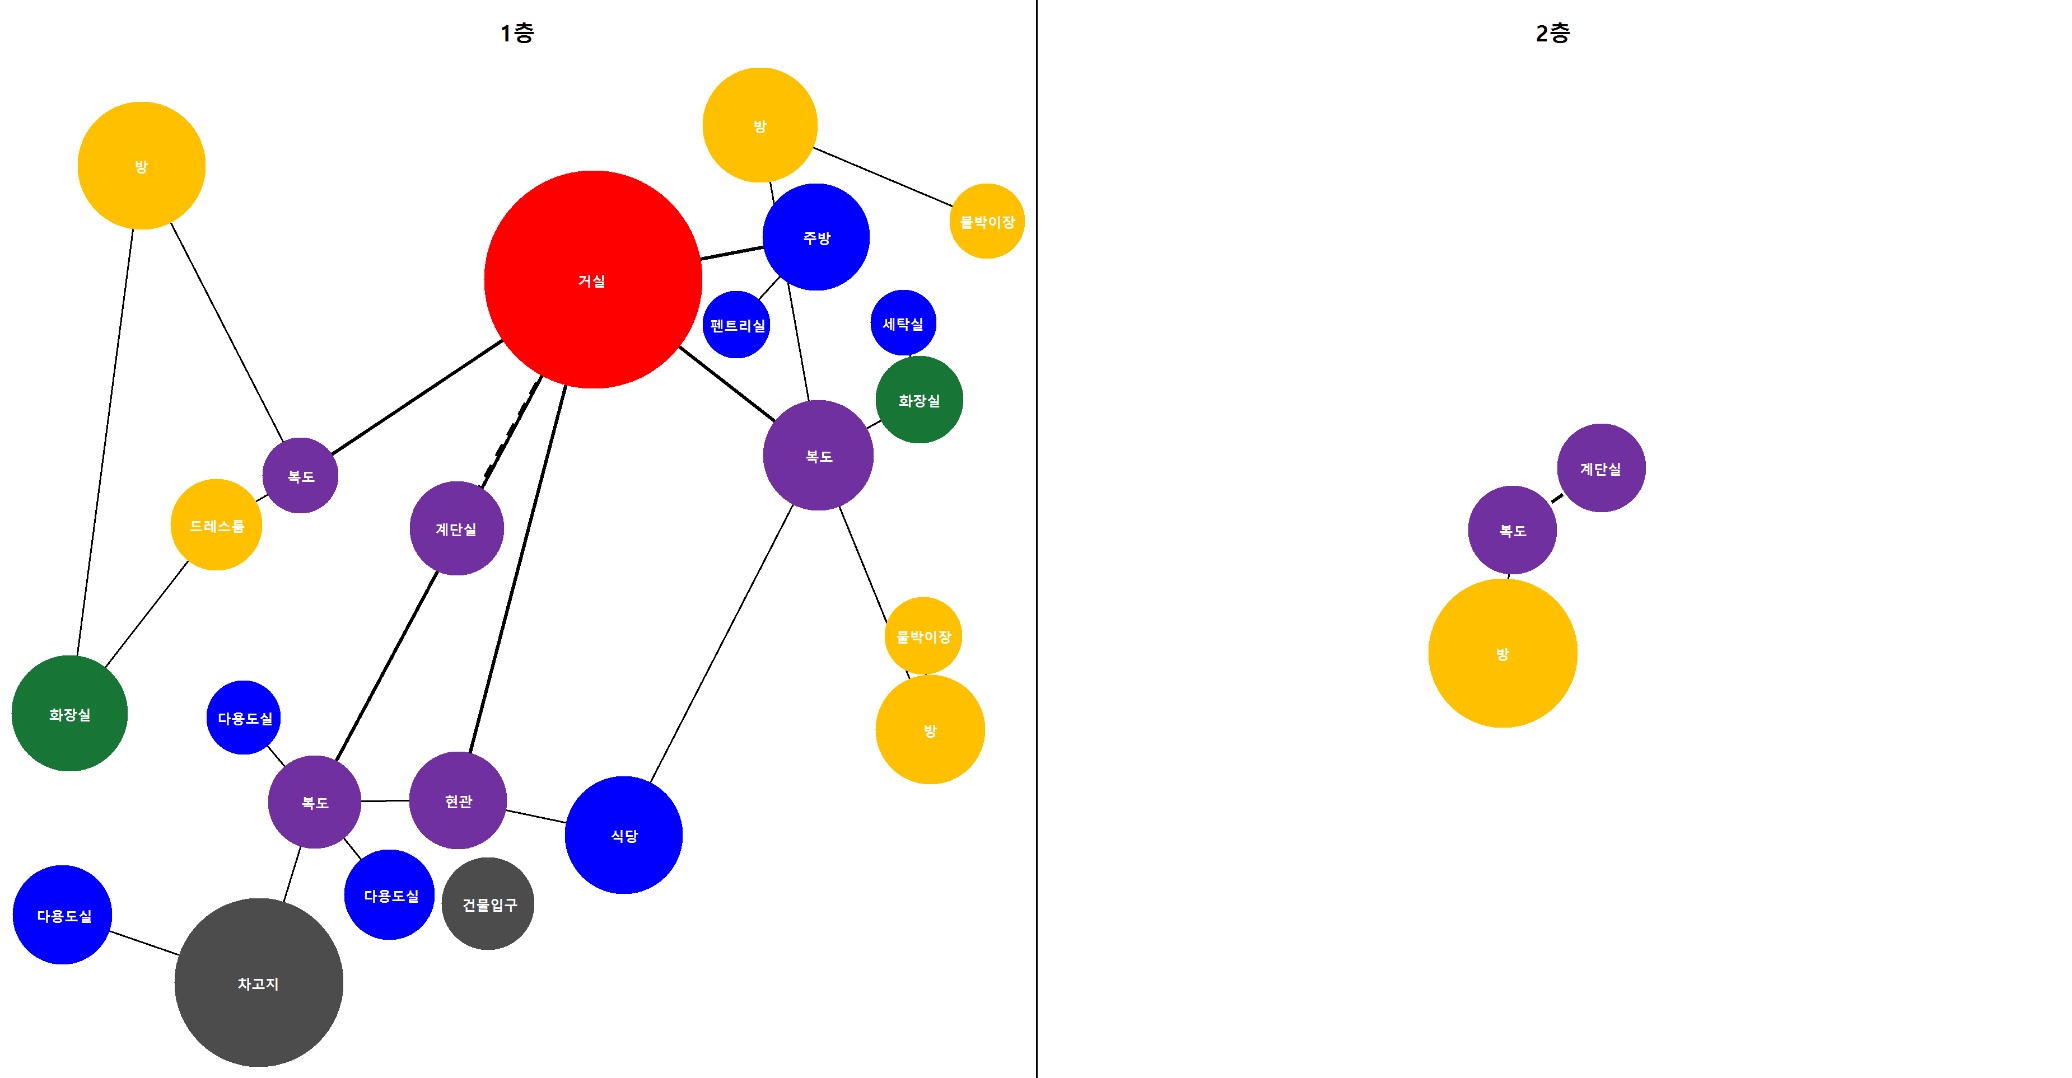 1층
2층
방
방
붙박이장
주방
거실
펜트리실
세탁실
화장실
복도
복도
계단실
드레스룸
계단실
복도
붙박이장
방
방
화장실
다용도실
복도
현관
식당
다용도실
건물입구
다용도실
차고지